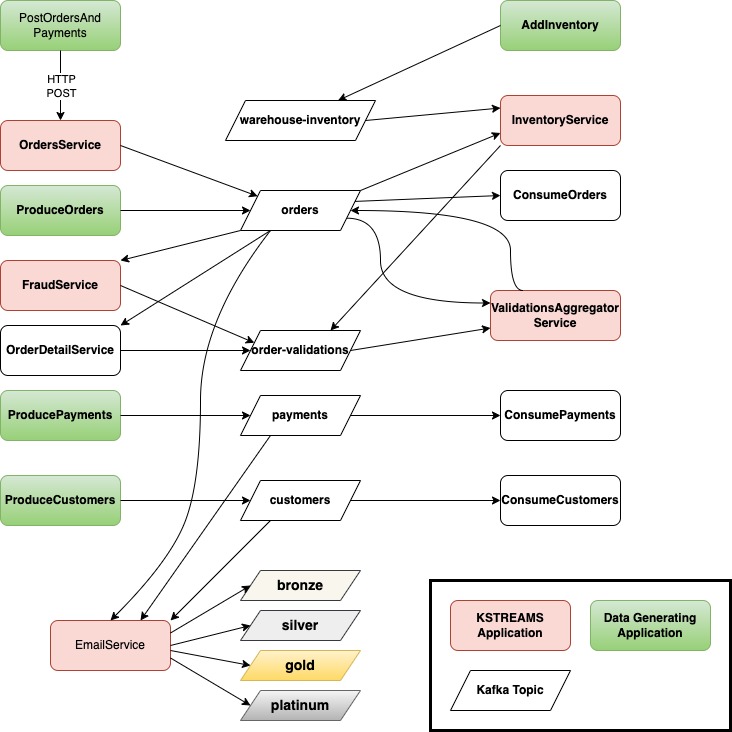 PostOrdersAnd
Payments
AddInventory
HTTP
POST
warehouse-inventory
InventoryService
OrdersService
ConsumeOrders
ProduceOrders
orders
FraudService
ValidationsAggregator
Service
OrderDetailService
order-validations
ProducePayments
payments
ConsumePayments
ProduceCustomers
customers
ConsumeCustomers
bronze
silver
EmailService
gold
platinum
KSTREAMS
Application
Data Generating
Application
Kafka Topic